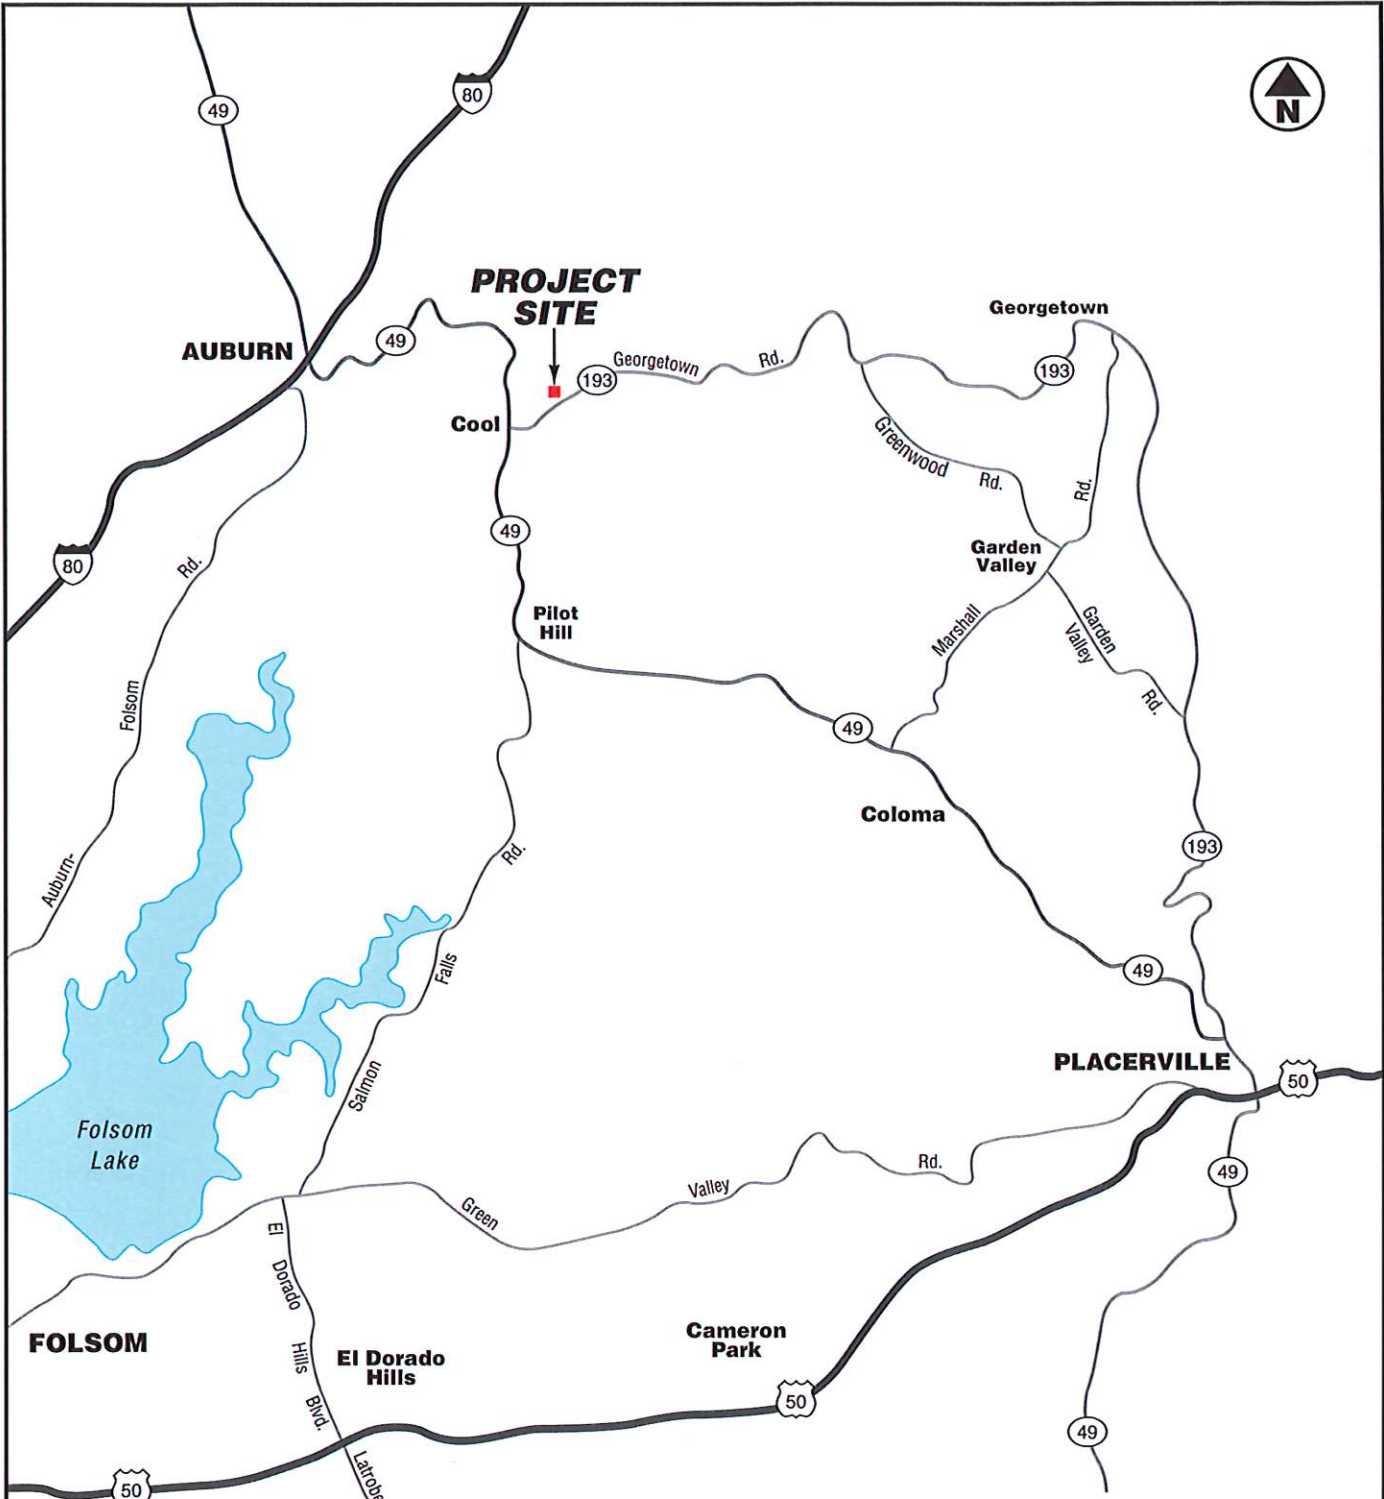 80
49
N
PROJECT
SITE
Georgetown
49
AUBURN
Georgetown Rd.
193
193
Cool
Greenwood Rd.
Rd.
49
Garden
Valley
80
Rd.
Pilot
Hill
Marshall
Garden
Valley
Rd.
Folsom
49
Coloma
193
Rd.
Auburn-
Falls
49
PLACERVILLE
50
Salmon
Folsom
Lake
Rd.
49
Valley
Green
El
Dorado
Hills
Blvd.
FOLSOM
Cameron
Park
El Dorado
Hills
50
49
Latrobe
50